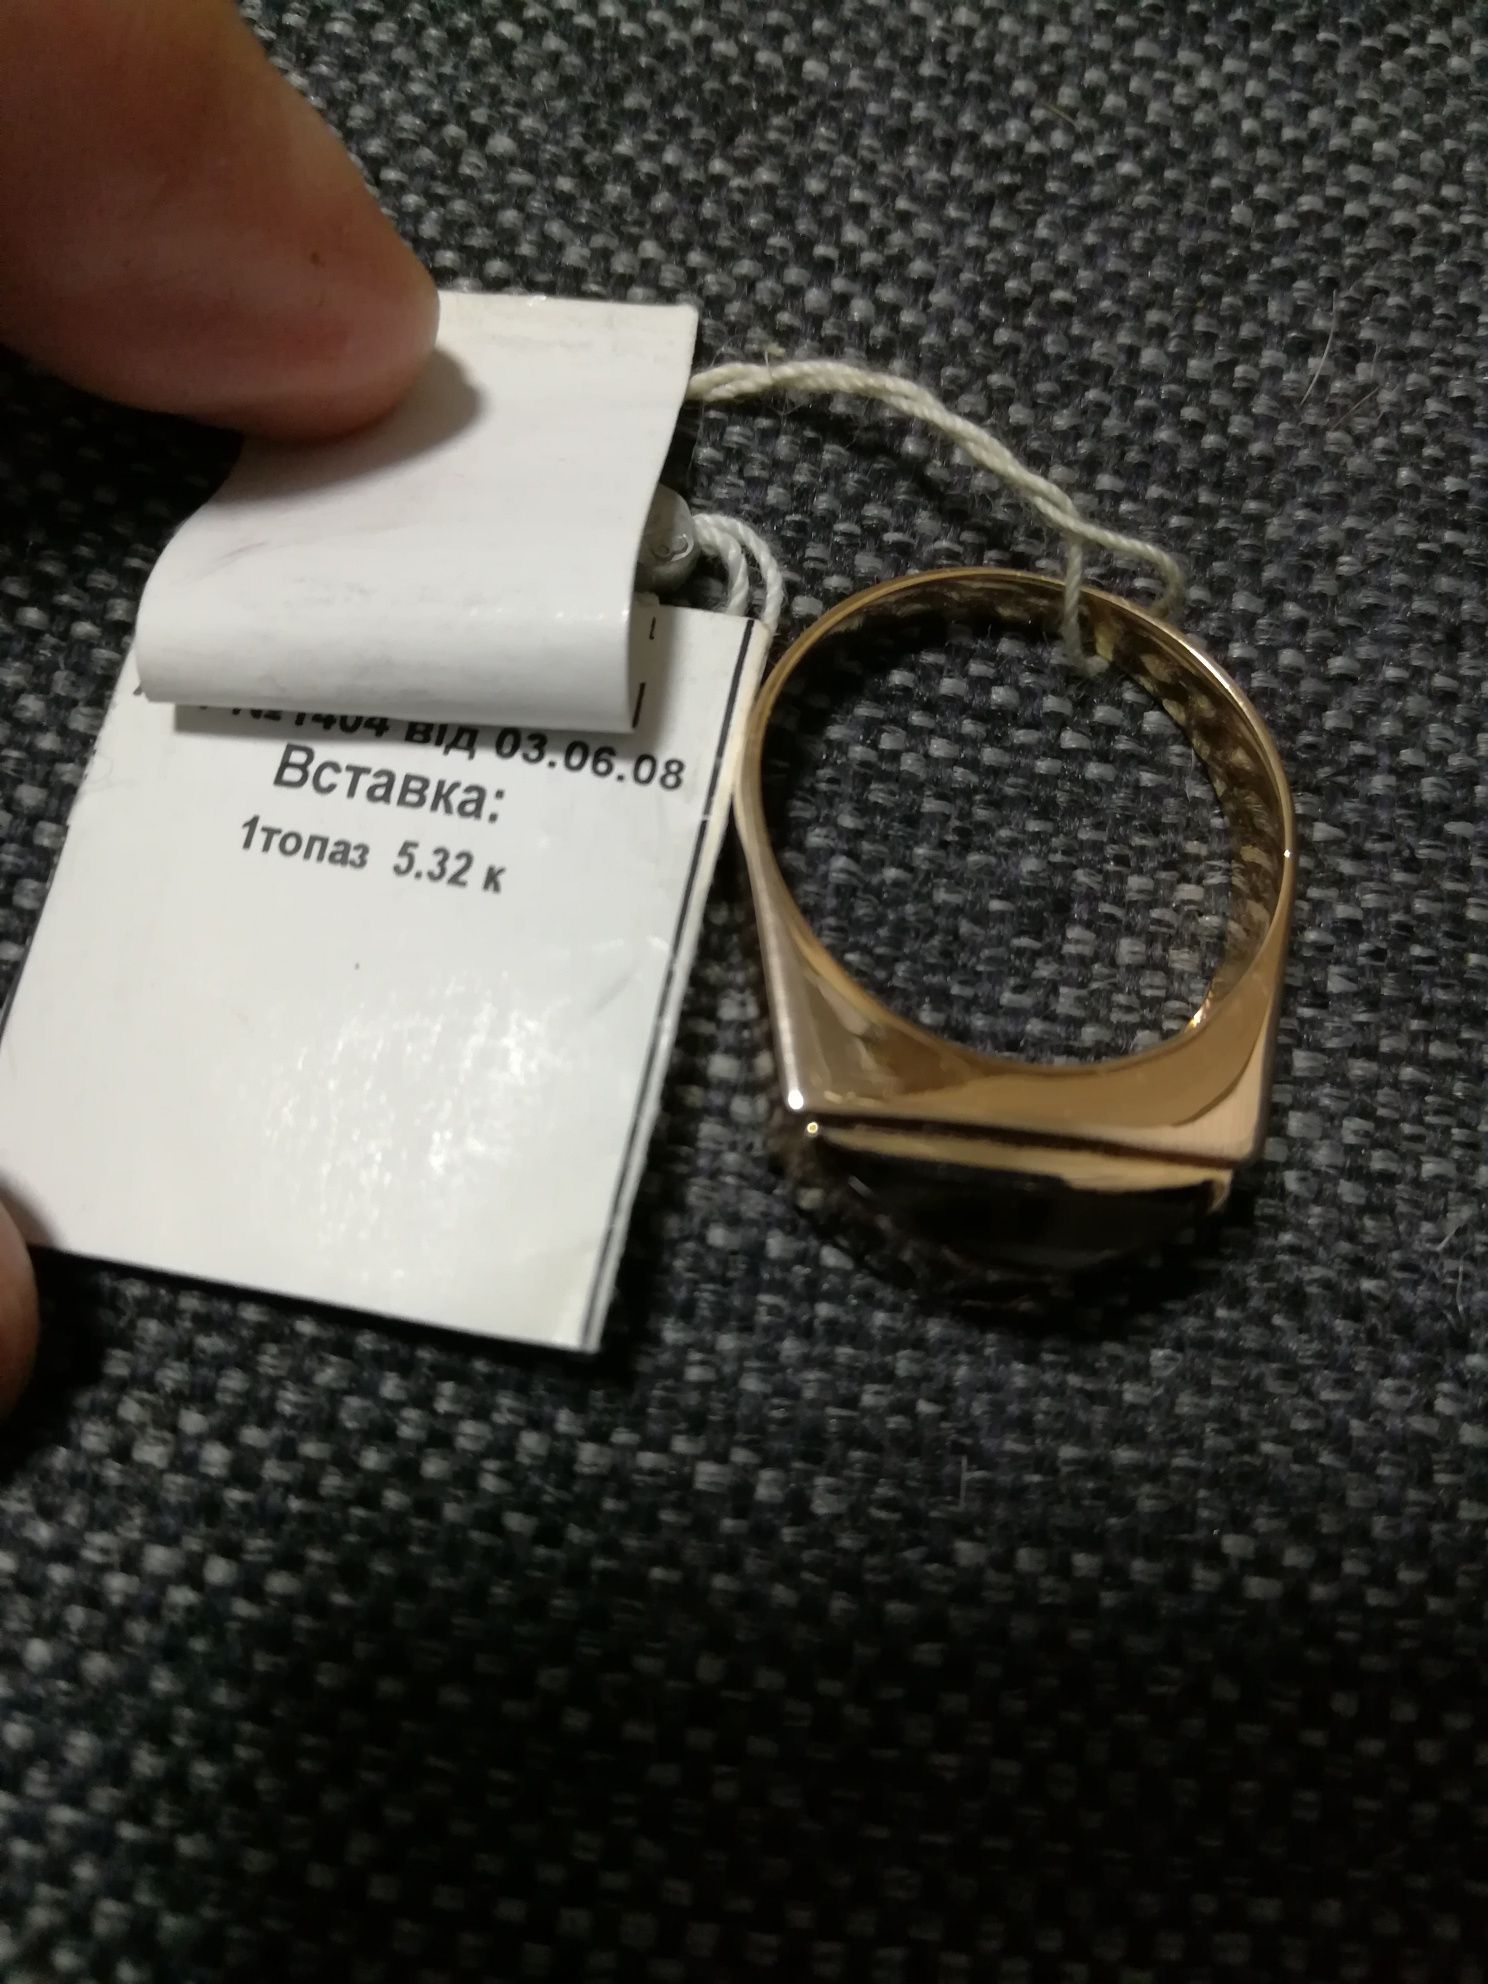 №1404 від 03.06.08
Вставка:
1топаз 5.32 к